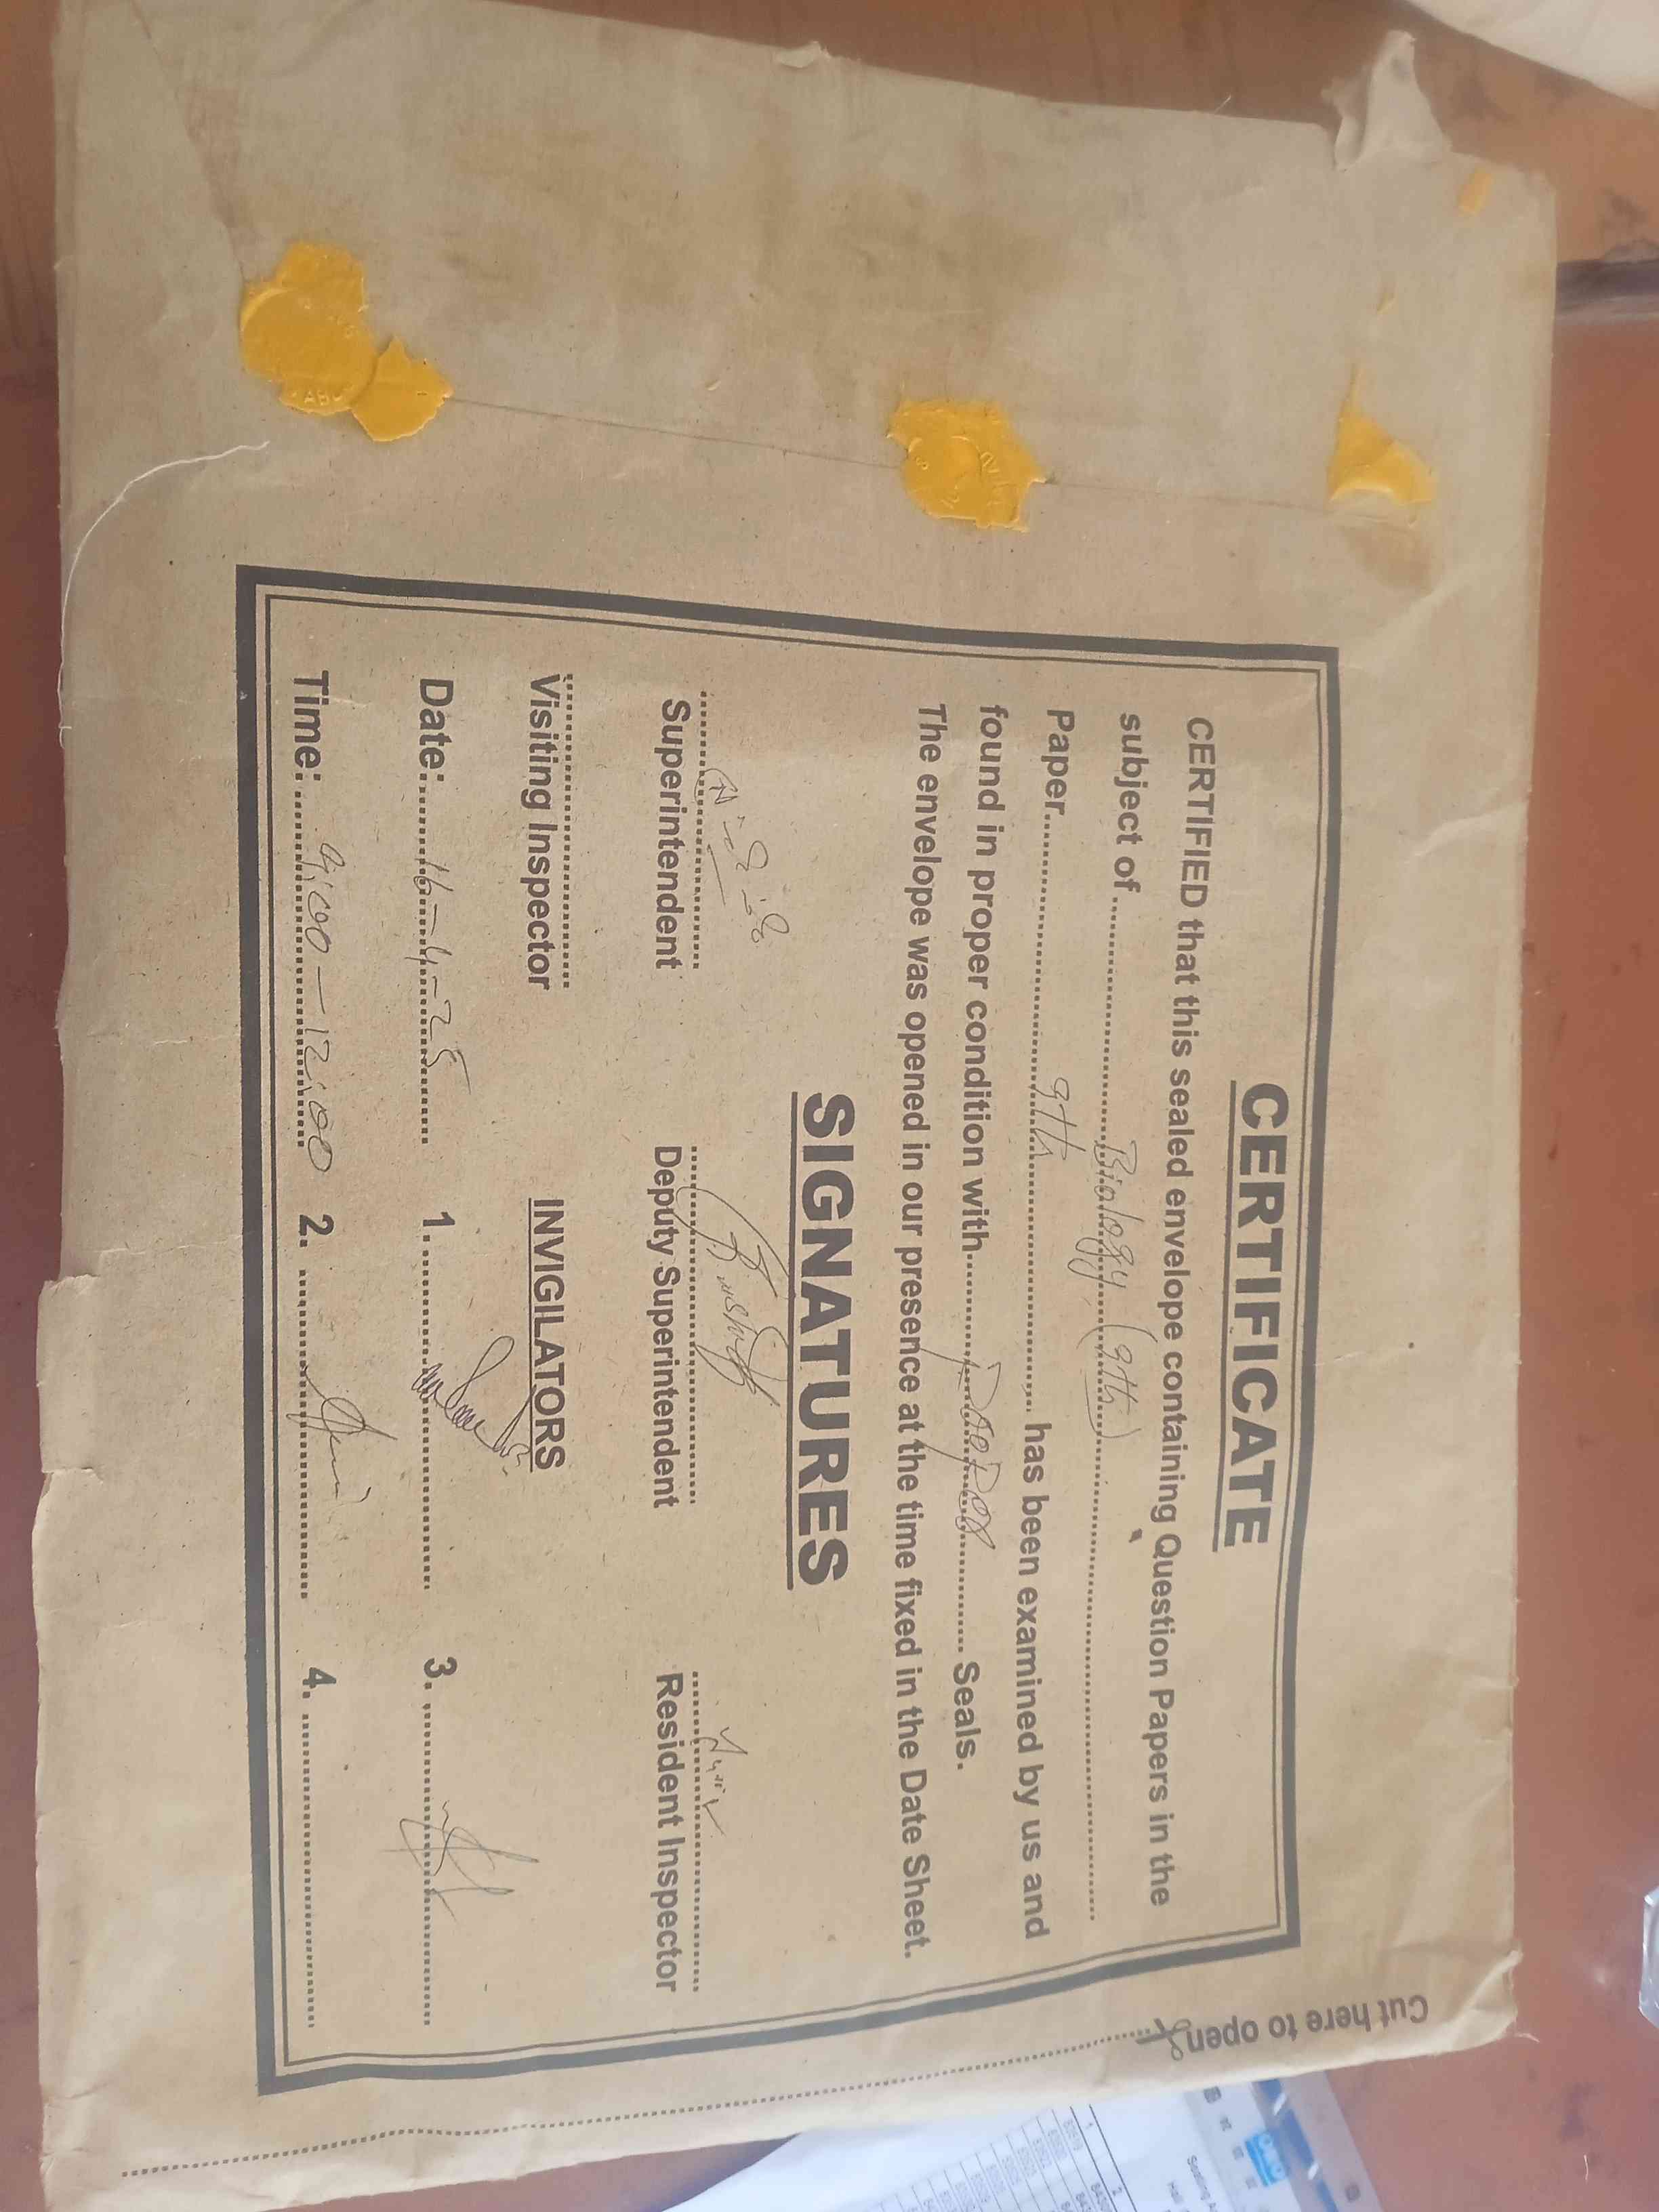 CERTIFICATE
CERTIFIED that this sealed envelope containing Question Papers in the
subject of Biology (9th)
Paper 9th has been examined by us and
found in proper condition with Seals.
The envelope was opened in our presence at the time fixed in the Date Sheet.
SIGNATURES
Superintendent Deputy Superintendent Resident Inspector
Visiting Inspector INVIGILATORS
Date: 16-4-25 1. 3.
Time: 9:00-12:00 2. 4.
Cut here to open